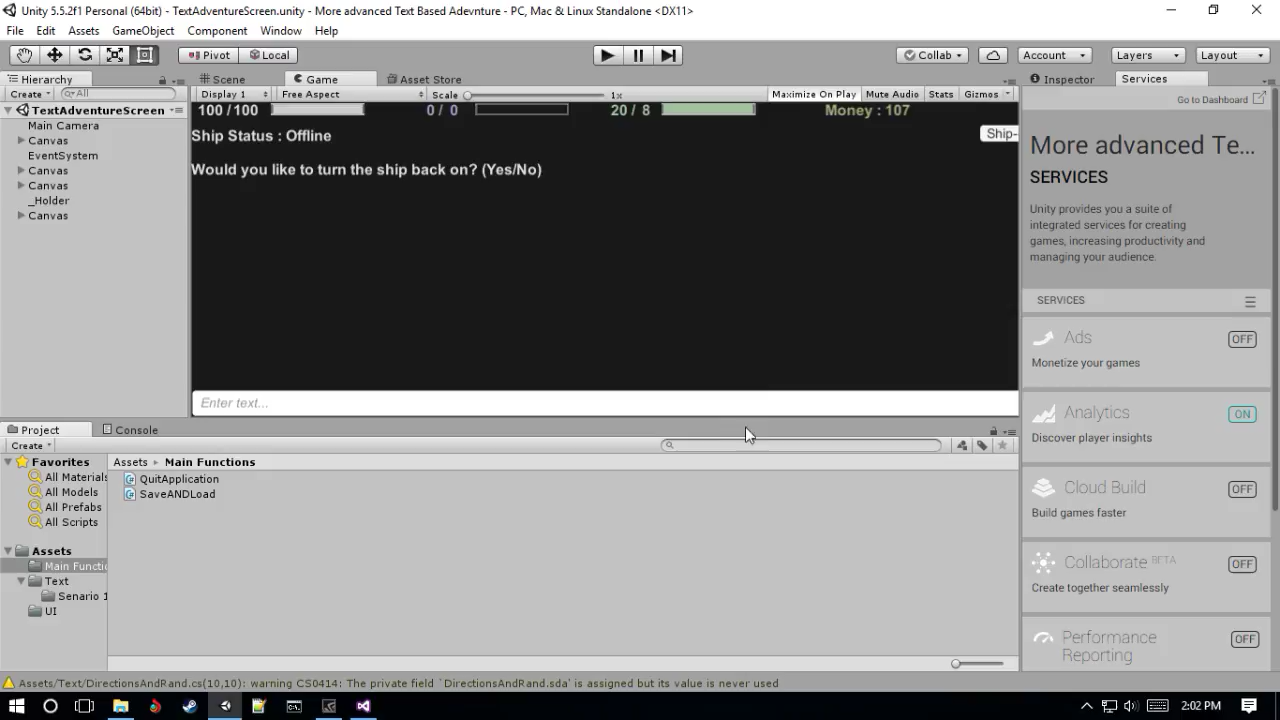 Unity 5.5.2f1 Personal (64bit) - TextAdventureScreen.unity - More advanced Text Based Adevnture - PC, Mac & Linux Standalone <DX11>
File Edit Assets GameObject Component Window Help
Pivot Local Collab Account Layers Layout
Hierarchy Scene Game Asset Store Inspector Services
Create All Display 1 Free Aspect Scale 1x Maximize On Play Mute Audio Stats Gizmos Go to Dashboard
TextAdventureScreen
100 / 100 0 / 0 20 / 8 Money : 107
Main Camera
Canvas
EventSystem
Canvas
Canvas
_Holder
Canvas
Ship Status : Offline Ship-
Would you like to turn the ship back on? (Yes/No)
Enter text...
More advanced Te...
SERVICES
Unity provides you a suite of
integrated services for creating
games, increasing productivity and
managing your audience.
SERVICES
Ads OFF
Monetize your games
Analytics ON
Discover player insights
Cloud Build OFF
Build games faster
Collaborate BETA OFF
Create together seamlessly
Performance
Reporting OFF
Project Console
Create
Favorites
All Materials
All Models
All Prefabs
All Scripts
Assets
Main Functio
Text
Senario 1
UI
Assets Main Functions
QuitApplication
SaveANDLoad
Assets/Text/DirectionsAndRand.cs(10,10): warning CS0414: The private field `DirectionsAndRand.sda' is assigned but its value is never used
2:02 PM